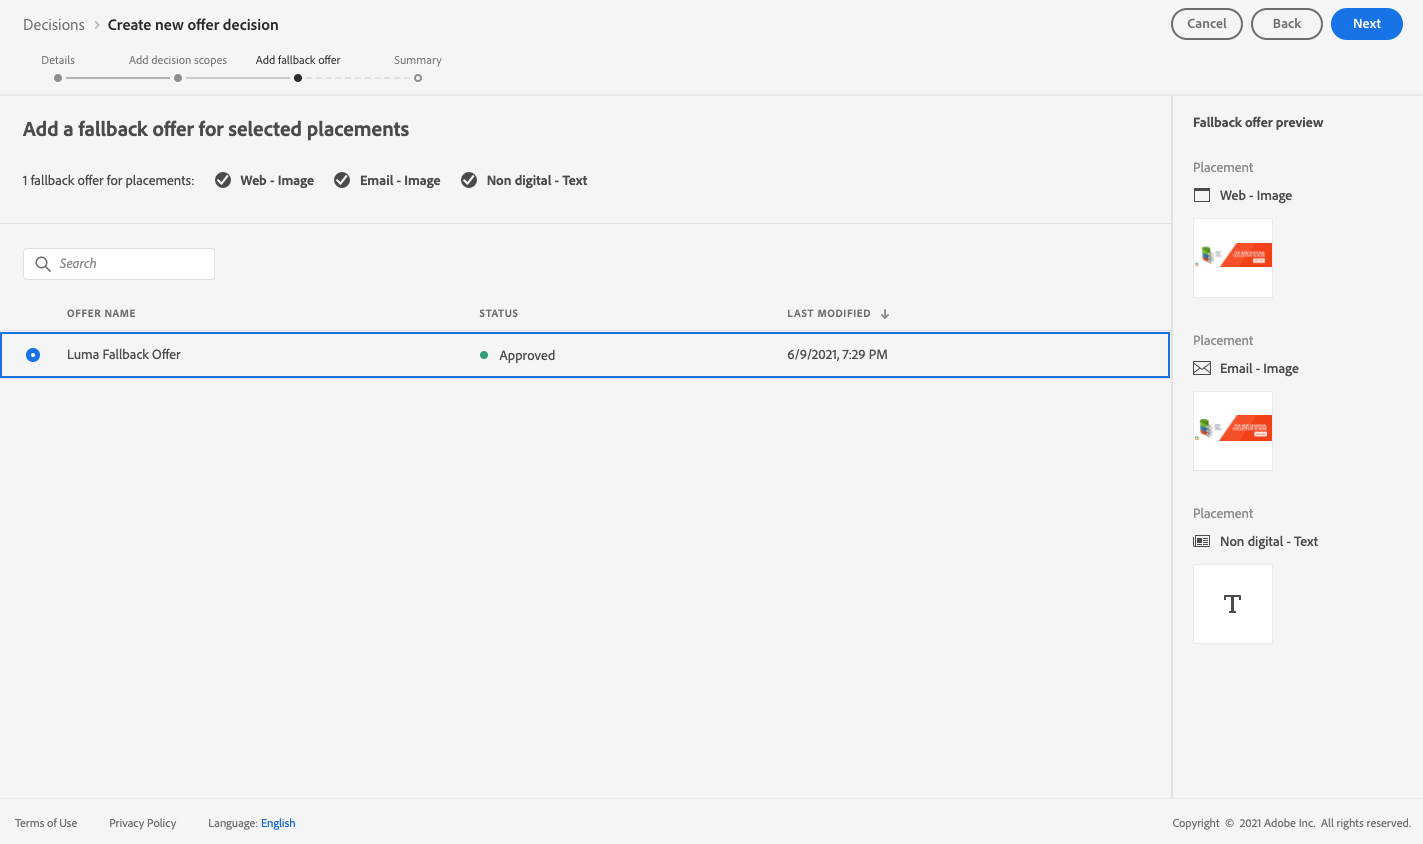 Decisions > Create new offer decision
Cancel
Back
Next
Details
Add decision scopes
Add fallback offer
Summary
Add a fallback offer for selected placements
1 fallback offer for placements: Web - Image Email - Image Non digital - Text
Search
OFFER NAME STATUS LAST MODIFIED ↓
Luma Fallback Offer Approved 6/9/2021, 7:29 PM
Fallback offer preview
Placement
Web - Image
Placement
Email - Image
Placement
Non digital - Text
T
Terms of Use Privacy Policy Language: English
Copyright © 2021 Adobe Inc. All rights reserved.